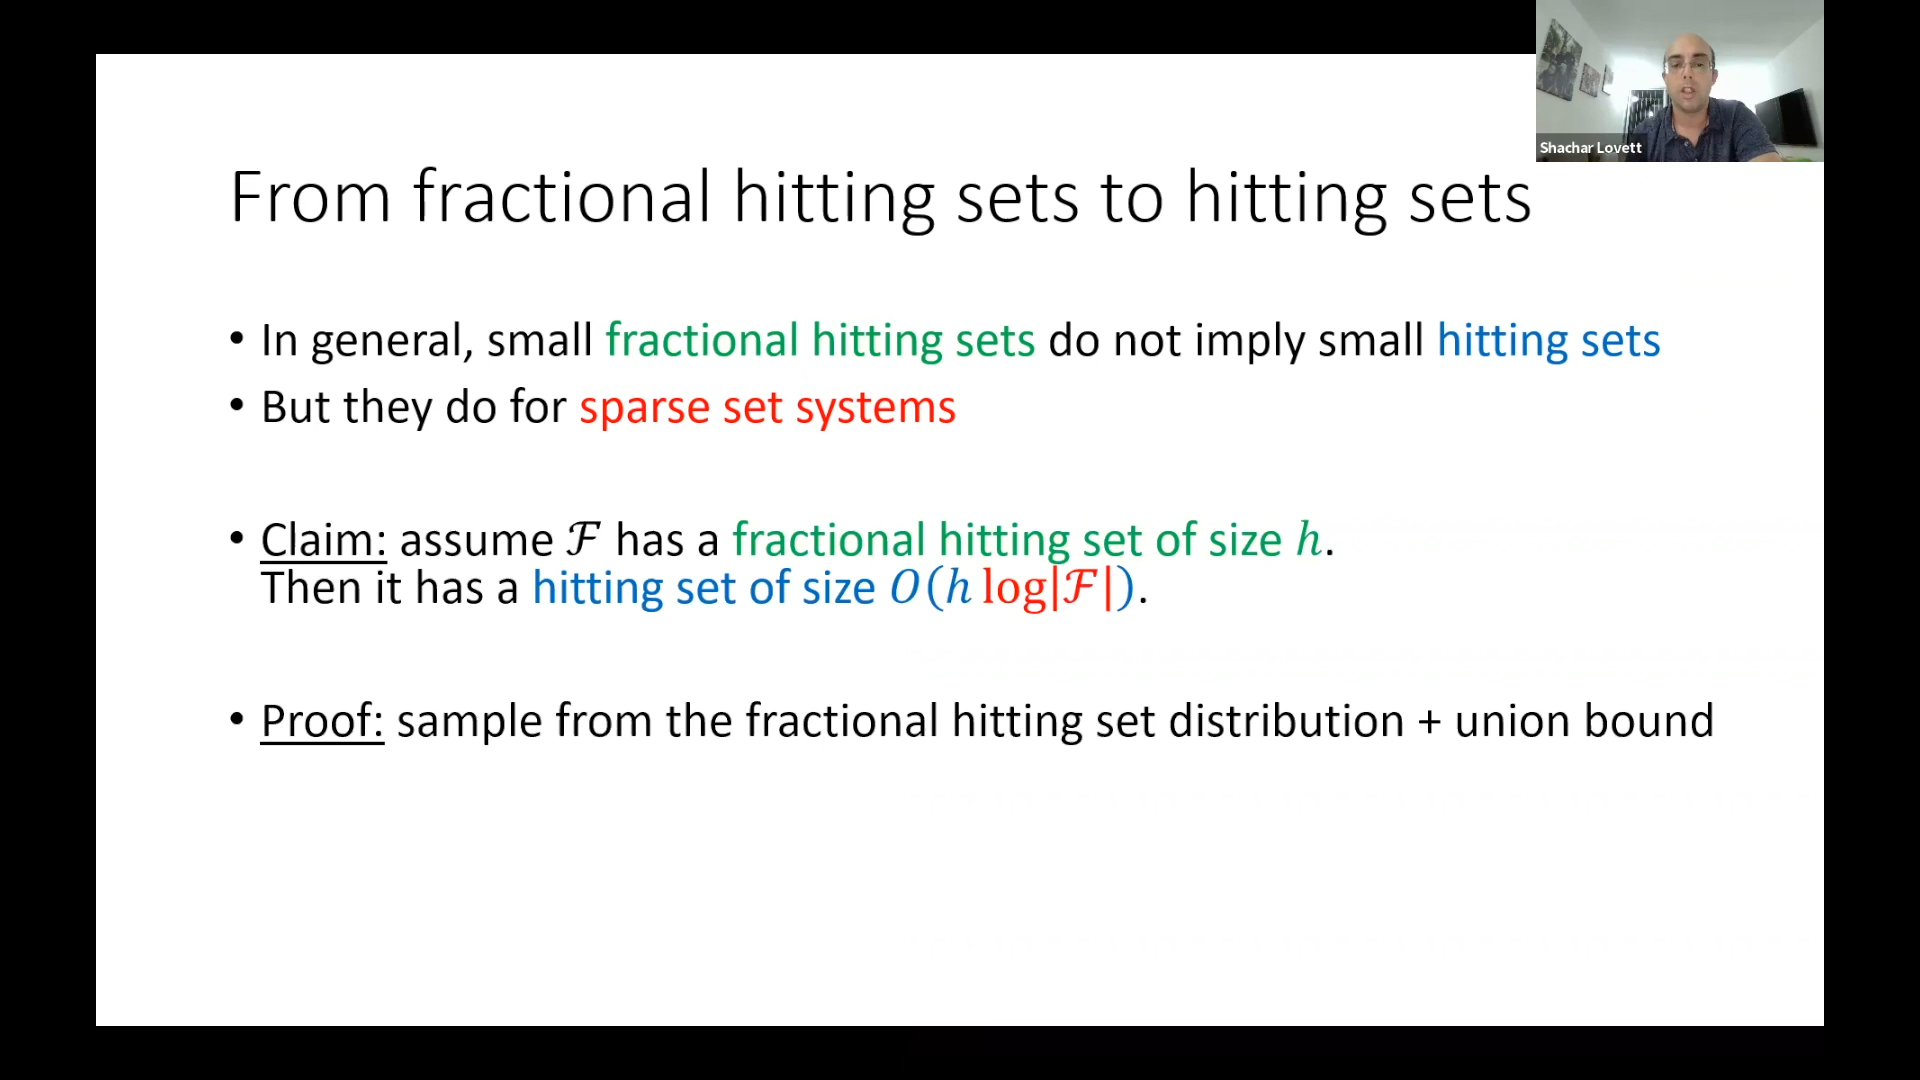 Shachar Lovett
From fractional hitting sets to hitting sets
• In general, small fractional hitting sets do not imply small hitting sets
• But they do for sparse set systems
• Claim: assume ℱ has a fractional hitting set of size ℎ.
Then it has a hitting set of size 𝑂(ℎ log|ℱ|).
• Proof: sample from the fractional hitting set distribution + union bound